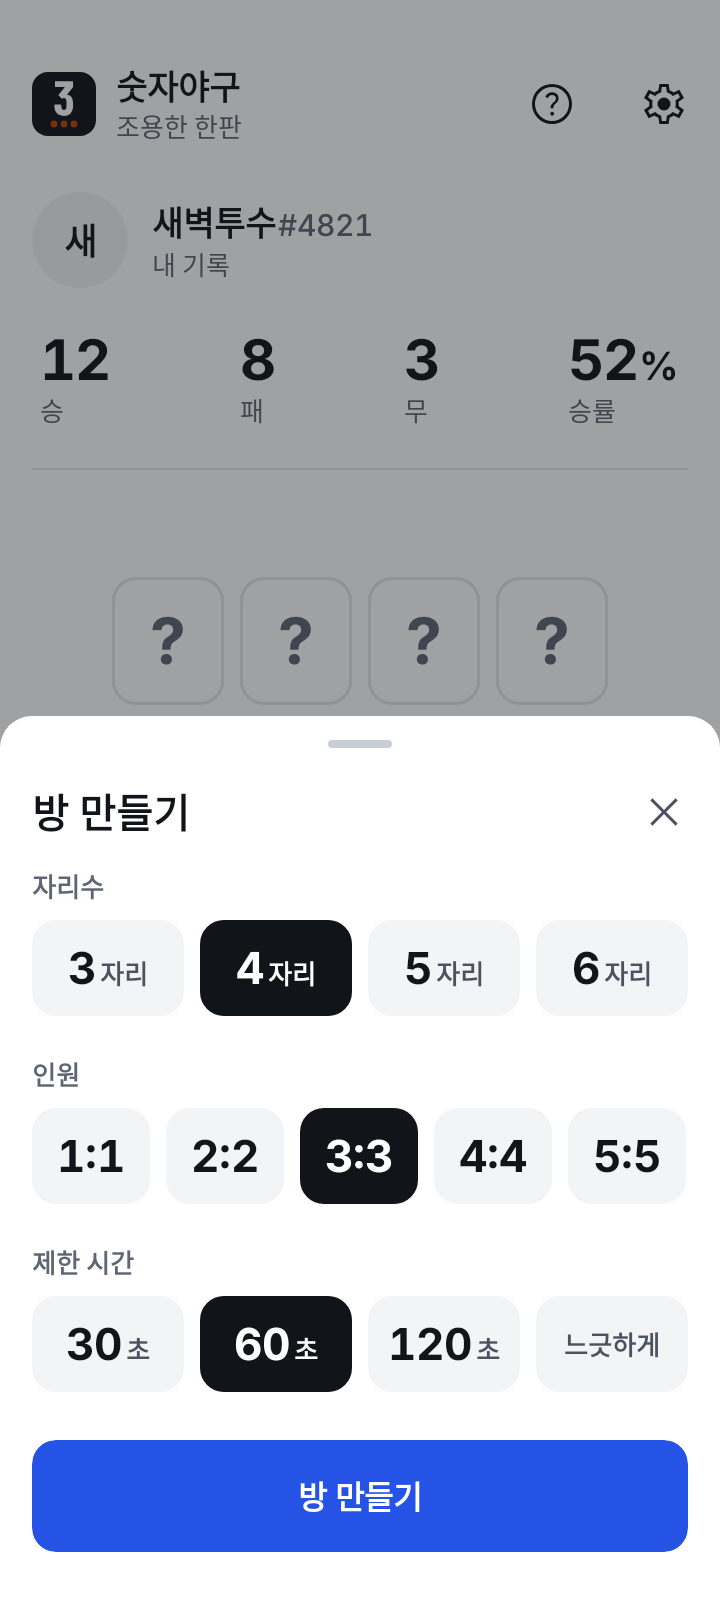 3
숫자야구
조용한 한판
새
새벽투수#4821
내 기록
12 8 3 52%
승 패 무 승률
? ? ? ?
방 만들기
자리수
3자리 4자리 5자리 6자리
인원
1:1 2:2 3:3 4:4 5:5
제한 시간
30초 60초 120초 느긋하게
방 만들기